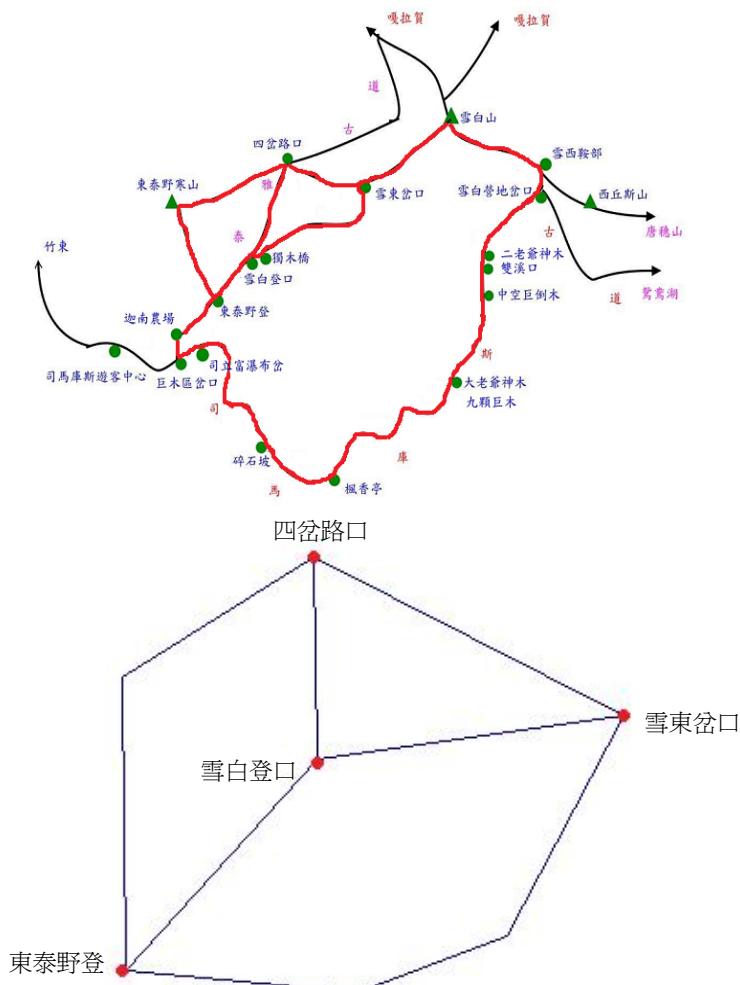 嘎拉賀
嘎拉賀
道
雪白山
古
四岔路口
雪西鞍部
東泰野寒山
雅
雪東岔口
雪白營地岔口
西丘斯山
泰
古
唐穗山
竹東
獨木橋
二老爺神木
雪白登口
雙溪口
道
鴛鴦湖
中空巨倒木
東泰野登
迦南農場
斯
司馬庫斯遊客中心
巨木區岔口
司立富瀑布岔
大老爺神木
九顆巨木
司
庫
碎石坡
馬
楓香亭
四岔路口
雪東岔口
雪白登口
東泰野登